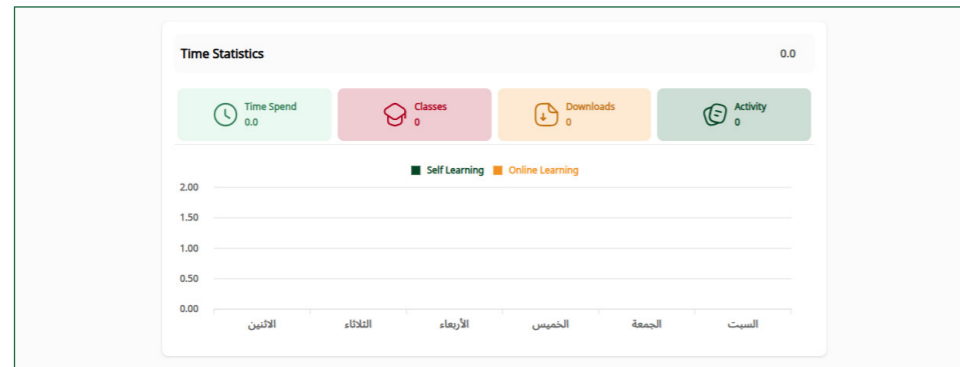 Time Statistics 0.0
Time Spend
0.0
Classes
0
Downloads
0
Activity
0
Self Learning Online Learning
2.00
1.50
1.00
0.50
0.00
الاثنين الثلاثاء الأربعاء الخميس الجمعة السبت